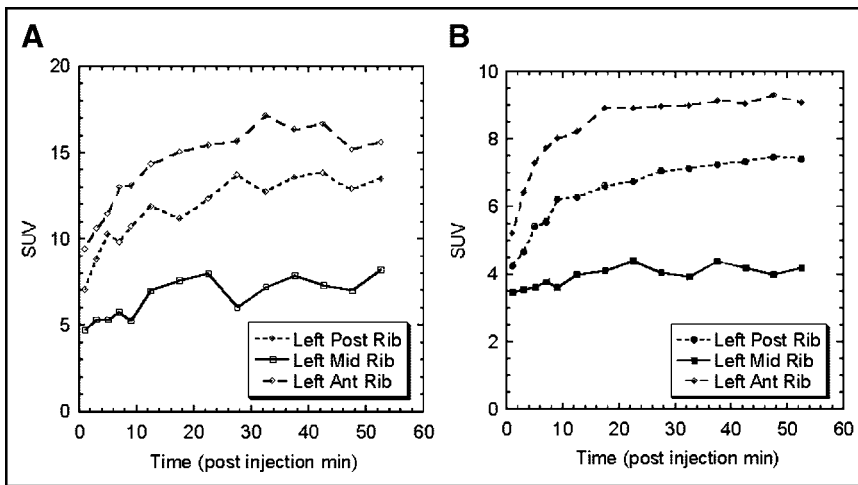 A
20
15
10
5
0
SUV
0 10 20 30 40 50 60
Time (post injection min)
Left Post Rib
Left Mid Rib
Left Ant Rib
B
10
8
6
4
2
0
SUV
0 10 20 30 40 50 60
Time (post injection min)
Left Post Rib
Left Mid Rib
Left Ant Rib